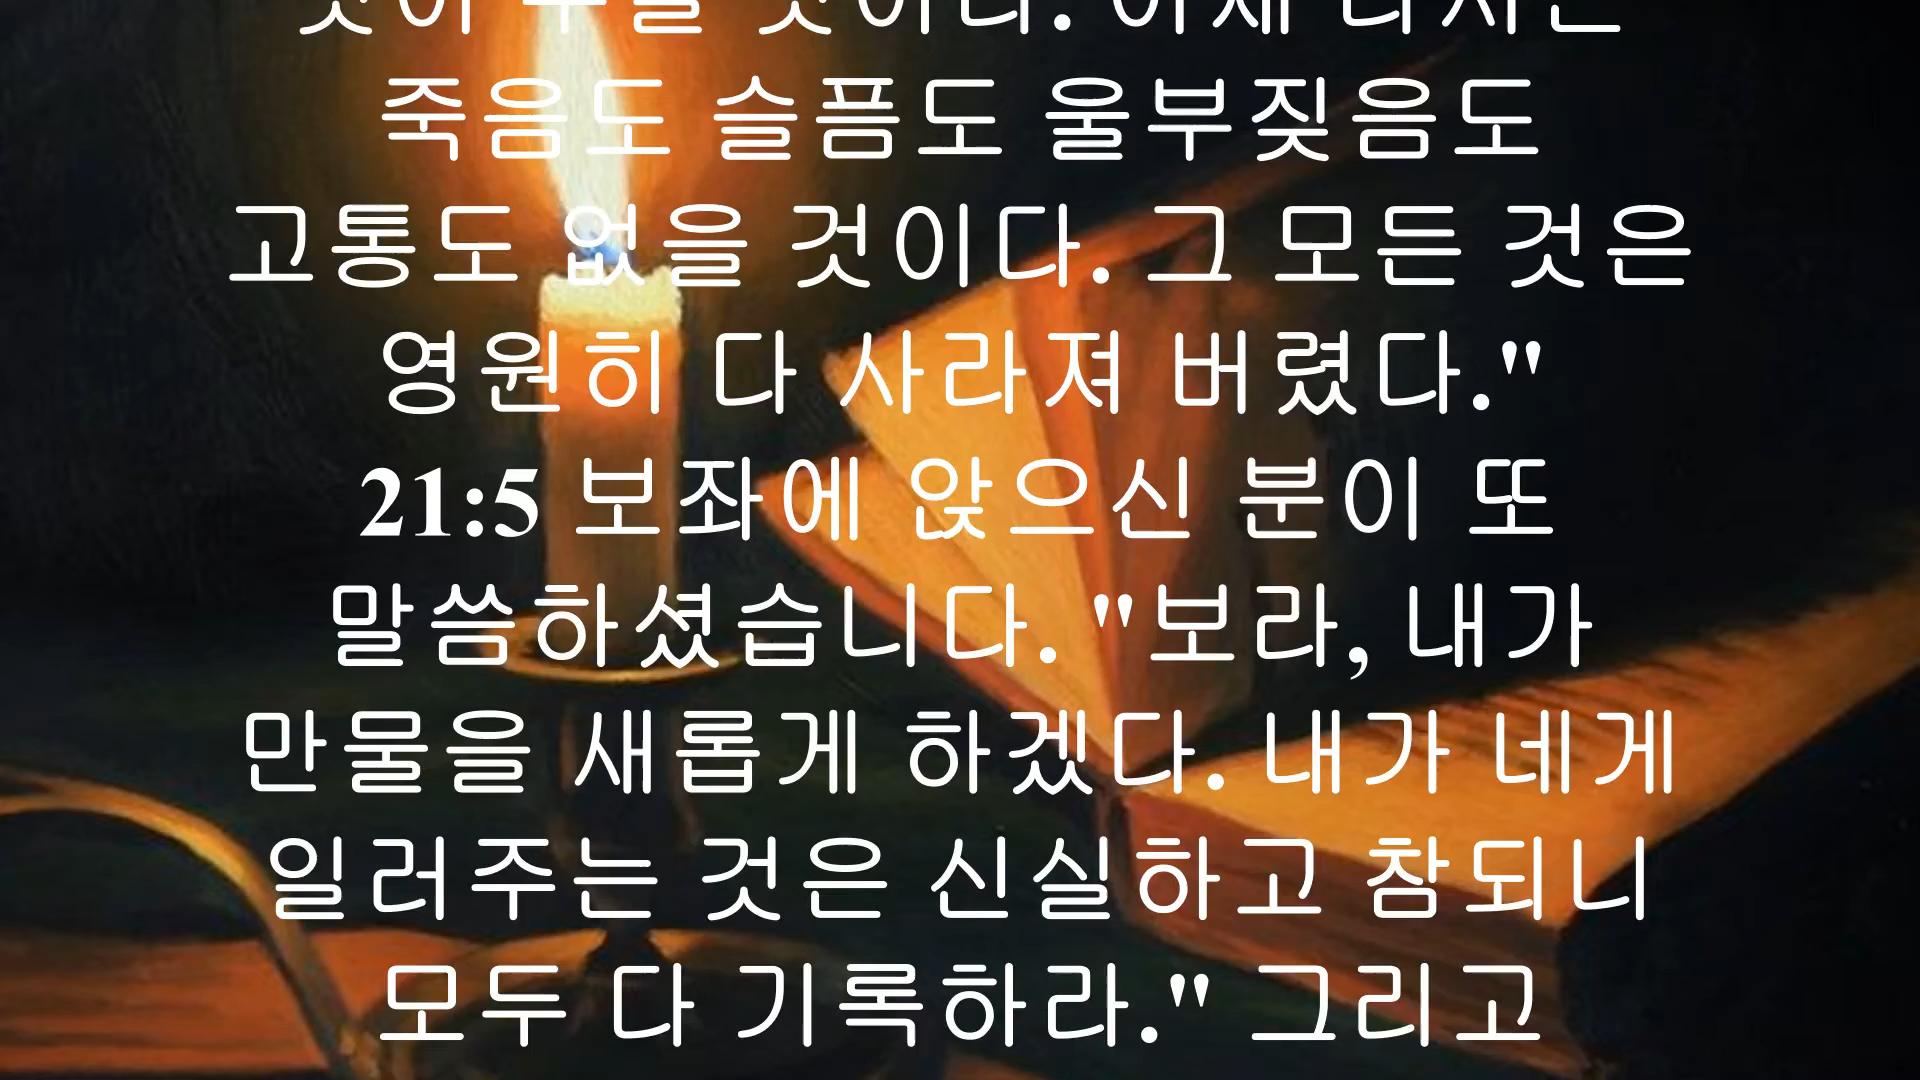 죽음도 슬픔도 울부짖음도
고통도 없을 것이다. 그 모든 것은
영원히 다 사라져 버렸다."
21:5 보좌에 앉으신 분이 또
말씀하셨습니다. "보라, 내가
만물을 새롭게 하겠다. 내가 네게
일러주는 것은 신실하고 참되니
모두 다 기록하라." 그리고